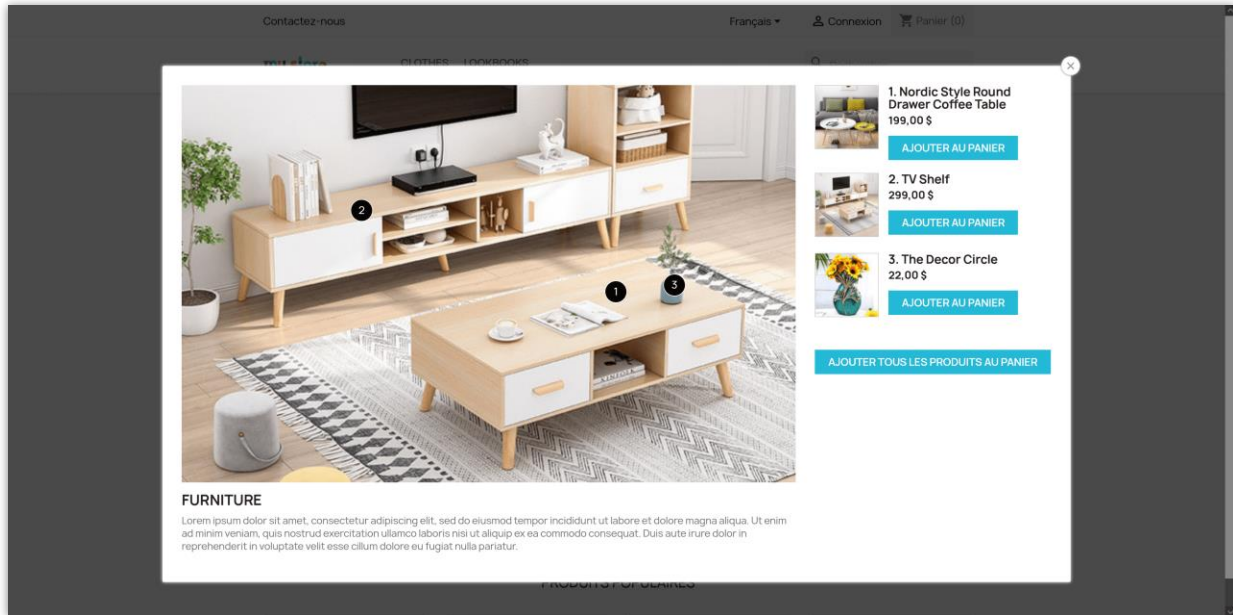 Contactez-nous
Français
Connexion
Panier (0)
my store
CLOTHES
LOOKBOOKS
2
1
3
1. Nordic Style Round
Drawer Coffee Table
199,00 $
AJOUTER AU PANIER
2. TV Shelf
299,00 $
AJOUTER AU PANIER
3. The Decor Circle
22,00 $
AJOUTER AU PANIER
AJOUTER TOUS LES PRODUITS AU PANIER
FURNITURE
Lorem ipsum dolor sit amet, consectetur adipiscing elit, sed do eiusmod tempor incididunt ut labore et dolore magna aliqua. Ut enim
ad minim veniam, quis nostrud exercitation ullamco laboris nisi ut aliquip ex ea commodo consequat. Duis aute irure dolor in
reprehenderit in voluptate velit esse cillum dolore eu fugiat nulla pariatur.
PRODUITS POPULAIRES